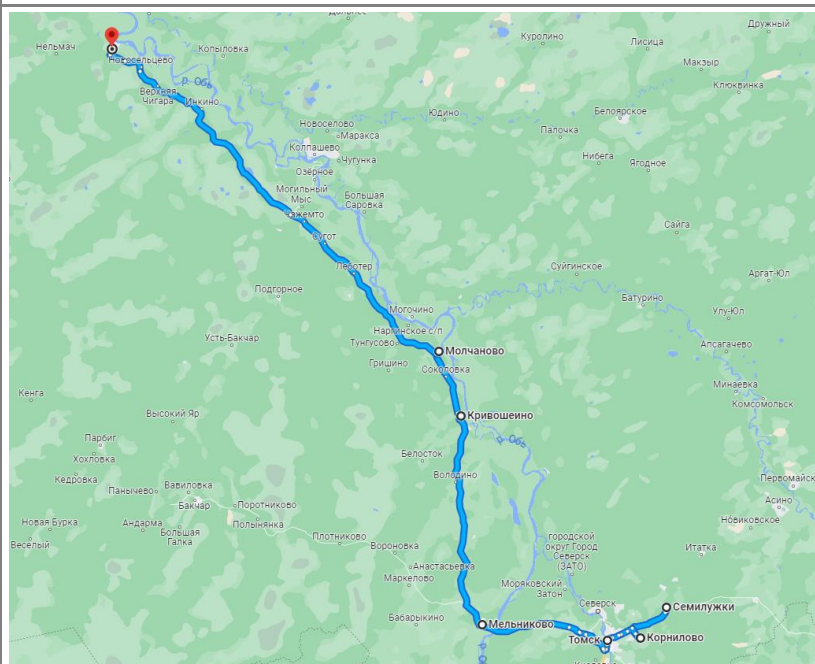 Дружный
Куролино
Лисица
Нельмач
Копыловка
Новосельцево
Макзыр
Клюквинка
р. Обь
Верхняя
Чигара
Инкино
Юдино
Белоярское
Новоселово
Маракса
Палочка
Колпашево
Чугунка
Нибега
Ягодное
Озёрное
Могильный
Мыс
Большая
Саровка
Чажемто
Сугот
Сайга
Леботер
Суйгинское
Аргат-Юл
Подгорное
Батурино
Могочино
Улу-Юл
Наргинское с/п
Усть-Бакчар
Тунгусово
Молчаново
Апсагачево
Гришино
Соколовка
Минаевка
Кенга
Комсомольск
Высокий Яр
Кривошеино
р. Обь
Парбиг
Хохловка
Белосток
Володино
Кедровка
Панычево
Вавиловка
Бакчар
Поротниково
Первомайск
Асино
Новая Бурка
Андарма
Полынянка
Новиковское
Большая
Галка
Веселый
Плотниково
городской
округ Город
Северск
(ЗАТО)
Вороновка
Итатка
Анастасьевка
Маркелово
Моряковский
Затон
Северск
Семилужки
Бабарыкино
Мельниково
Томск
Корнилово